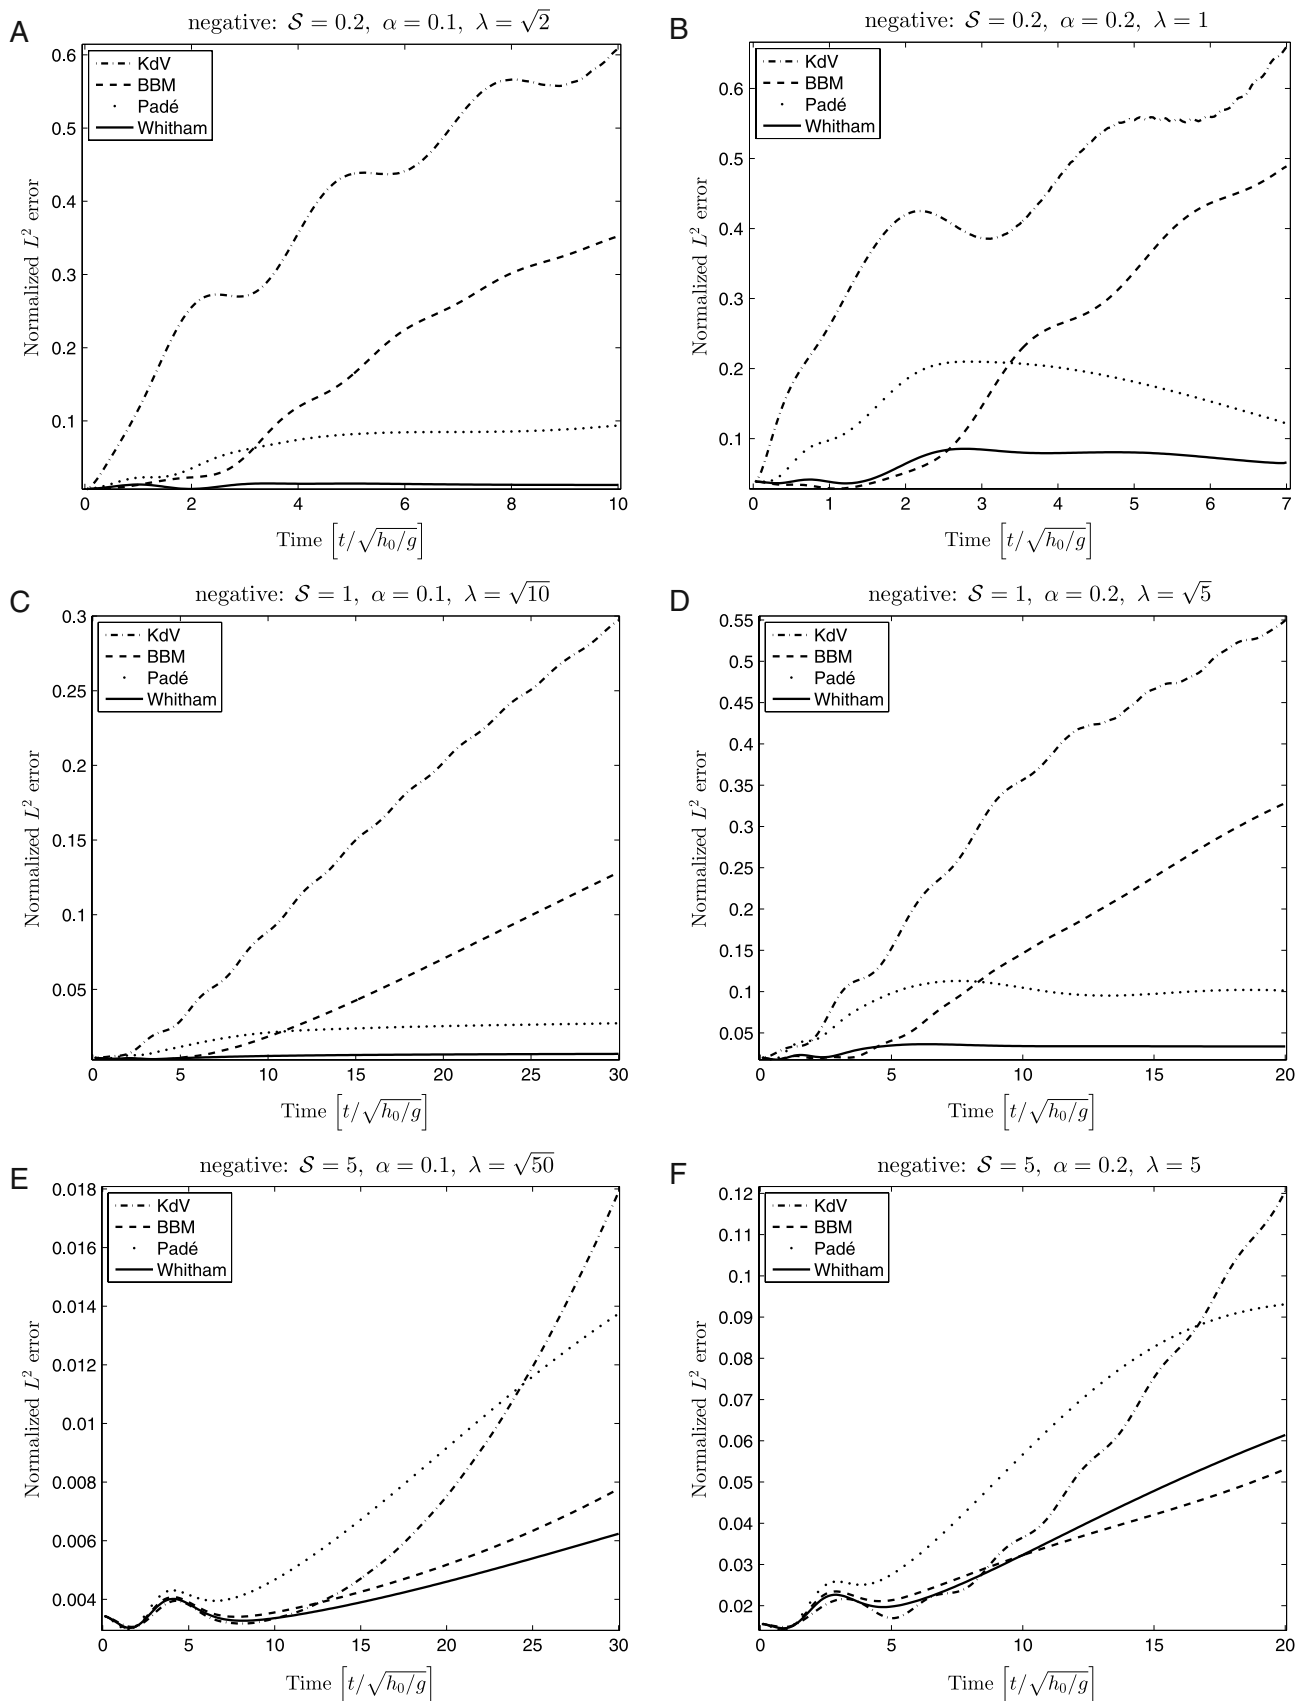 A
negative: 𝒮 = 0.2, α = 0.1, λ = √2
KdV
BBM
Padé
Whitham
Normalized L² error
0.6
0.5
0.4
0.3
0.2
0.1
0 2 4 6 8 10
Time [t/√h₀/g]
B
negative: 𝒮 = 0.2, α = 0.2, λ = 1
KdV
BBM
Padé
Whitham
Normalized L² error
0.6
0.5
0.4
0.3
0.2
0.1
0 1 2 3 4 5 6 7
Time [t/√h₀/g]
C
negative: 𝒮 = 1, α = 0.1, λ = √10
KdV
BBM
Padé
Whitham
Normalized L² error
0.3
0.25
0.2
0.15
0.1
0.05
0 5 10 15 20 25 30
Time [t/√h₀/g]
D
negative: 𝒮 = 1, α = 0.2, λ = √5
KdV
BBM
Padé
Whitham
Normalized L² error
0.55
0.5
0.45
0.4
0.35
0.3
0.25
0.2
0.15
0.1
0.05
0 5 10 15 20
Time [t/√h₀/g]
E
negative: 𝒮 = 5, α = 0.1, λ = √50
KdV
BBM
Padé
Whitham
Normalized L² error
0.018
0.016
0.014
0.012
0.01
0.008
0.006
0.004
0 5 10 15 20 25 30
Time [t/√h₀/g]
F
negative: 𝒮 = 5, α = 0.2, λ = 5
KdV
BBM
Padé
Whitham
Normalized L² error
0.12
0.11
0.1
0.09
0.08
0.07
0.06
0.05
0.04
0.03
0.02
0 5 10 15 20
Time [t/√h₀/g]